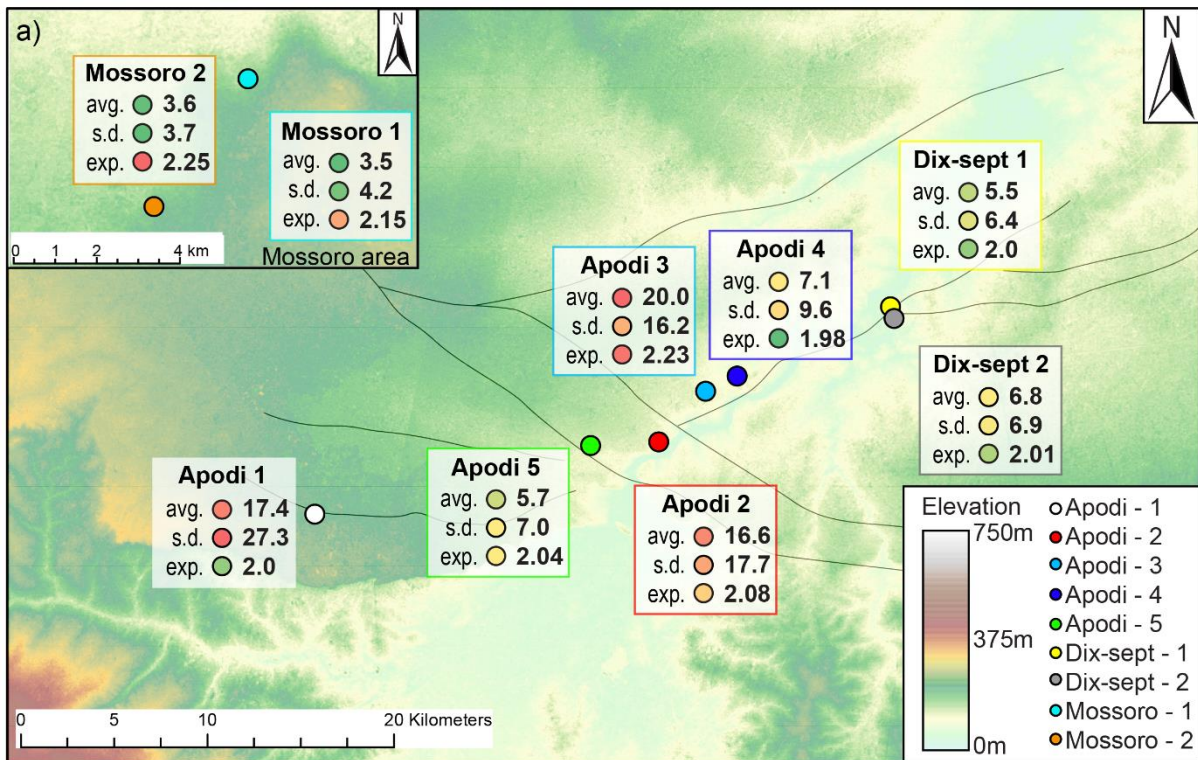 a)
N
Mossoro 2
avg. 3.6
s.d. 3.7
exp. 2.25
Mossoro 1
avg. 3.5
s.d. 4.2
exp. 2.15
0 1 2 4 km
Mossoro area
N
Dix-sept 1
avg. 5.5
s.d. 6.4
exp. 2.0
Apodi 3
avg. 20.0
s.d. 16.2
exp. 2.23
Apodi 4
avg. 7.1
s.d. 9.6
exp. 1.98
Dix-sept 2
avg. 6.8
s.d. 6.9
exp. 2.01
Apodi 1
avg. 17.4
s.d. 27.3
exp. 2.0
Apodi 5
avg. 5.7
s.d. 7.0
exp. 2.04
Apodi 2
avg. 16.6
s.d. 17.7
exp. 2.08
0 5 10 20 Kilometers
Elevation
750m
375m
0m
Apodi - 1
Apodi - 2
Apodi - 3
Apodi - 4
Apodi - 5
Dix-sept - 1
Dix-sept - 2
Mossoro - 1
Mossoro - 2